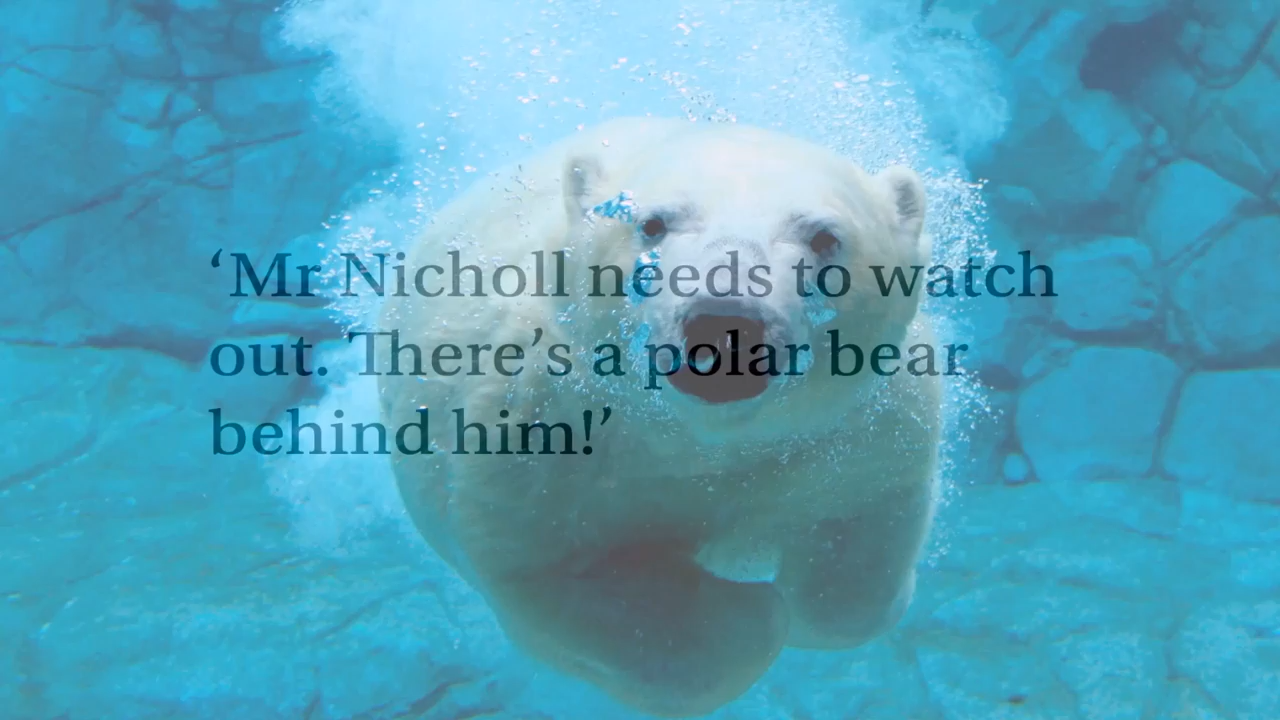 ‘Mr Nicholl needs to watch
out. There’s a polar bear
behind him!’